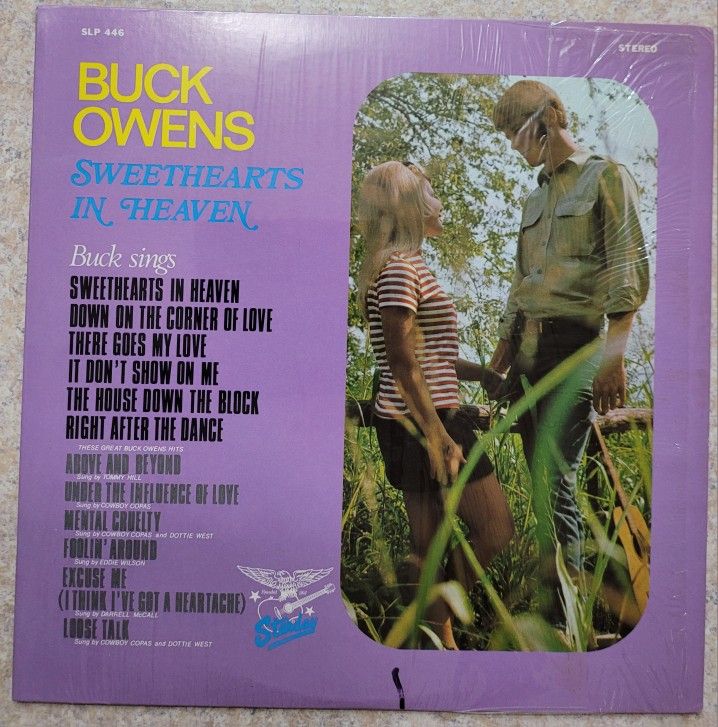 SLP 446
STEREO
BUCK
OWENS
SWEETHEARTS
IN HEAVEN
Buck sings
SWEETHEARTS IN HEAVEN
DOWN ON THE CORNER OF LOVE
THERE GOES MY LOVE
IT DON'T SHOW ON ME
THE HOUSE DOWN THE BLOCK
RIGHT AFTER THE DANCE
THESE GREAT BUCK OWENS HITS
ABOVE AND BEYOND
Sung by TOMMY HILL
UNDER THE INFLUENCE OF LOVE
Sung by COWBOY COPAS
MENTAL CRUELTY
Sung by COWBOY COPAS and DOTTIE WEST
FOOLIN' AROUND
Sung by EDDIE WILSON
EXCUSE ME
(I THINK I'VE GOT A HEARTACHE)
Sung by DARRELL McCALL
LOOSE TALK
Sung by COWBOY COPAS and DOTTIE WEST
Starday